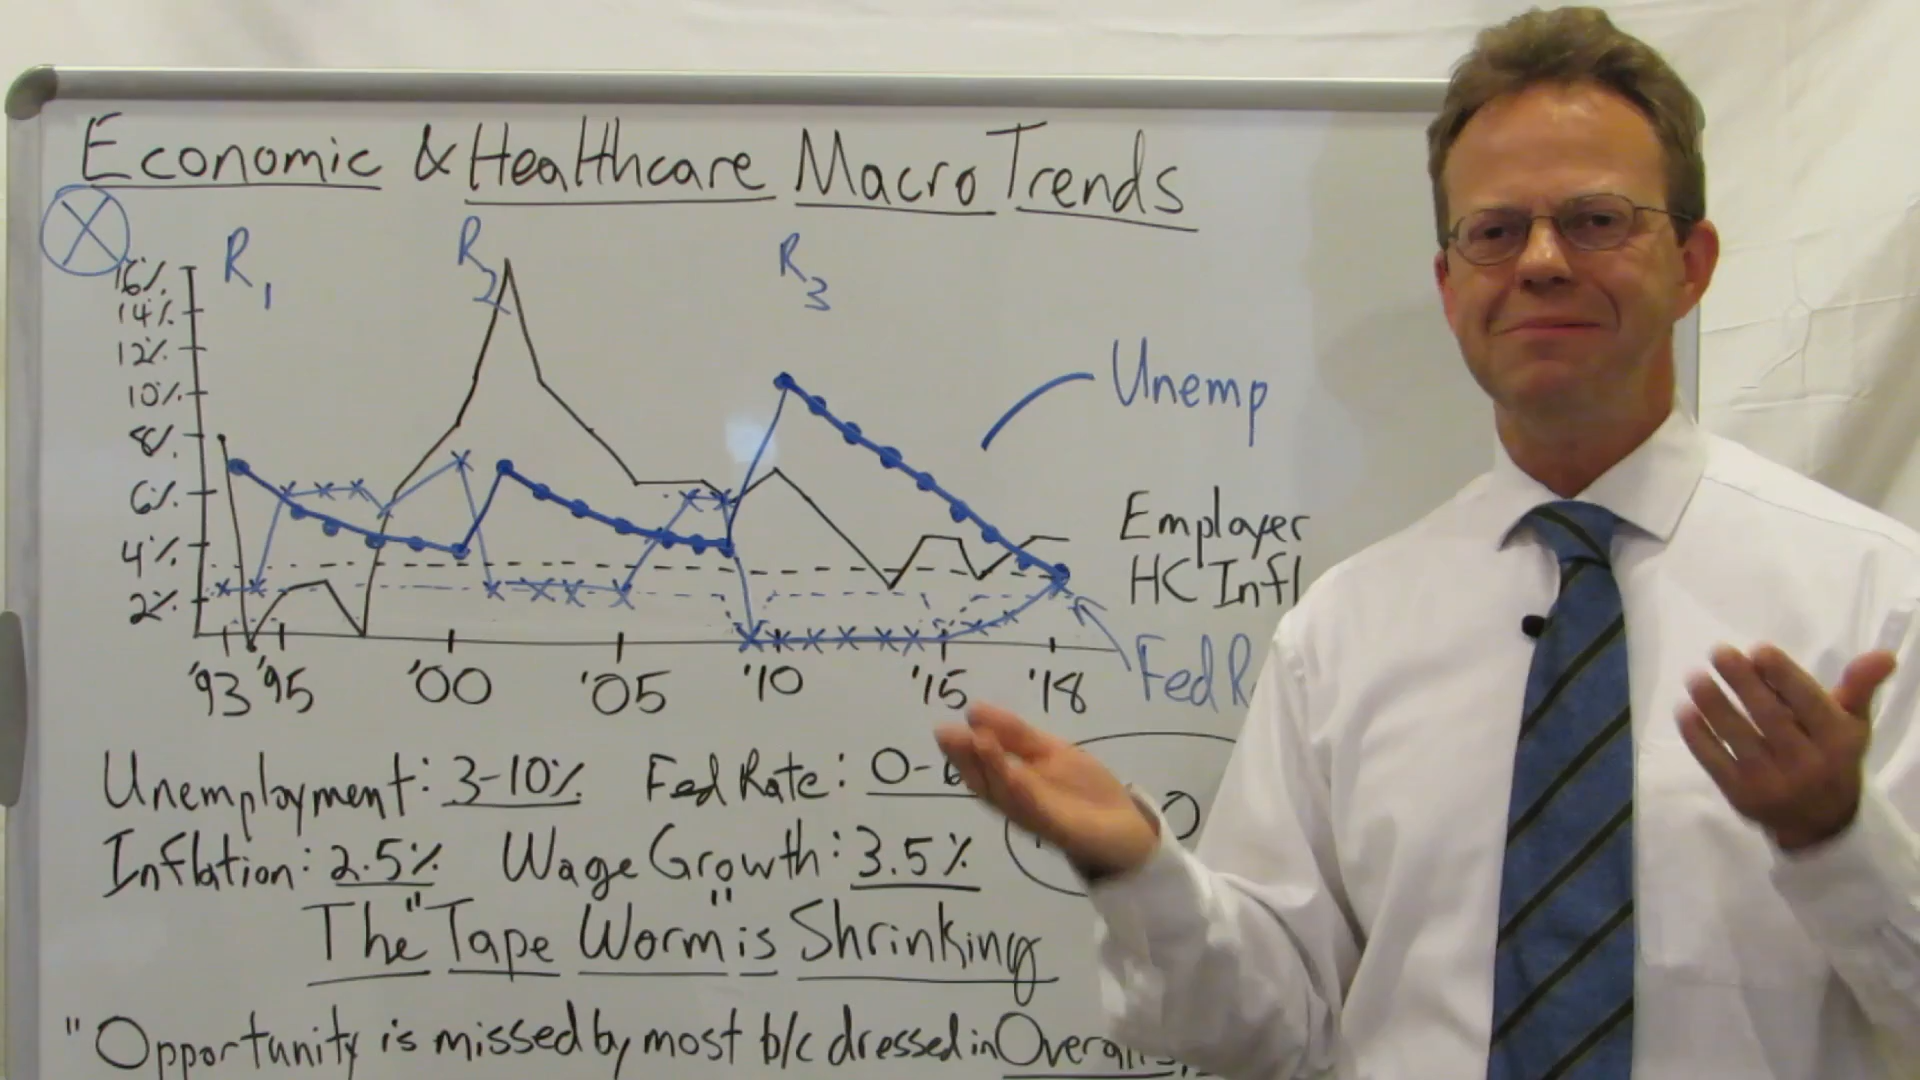 Economic & Healthcare Macro Trends
R1 R2 R3
16%
14%
12%
10%
8%
6%
4%
2%
'93 '95 '00 '05 '10 '15 '18
Unemp
Employer
HC Infl
Fed
Unemployment: 3-10% Fed Rate: 0-
Inflation: 2.5% Wage Growth: 3.5%
The "Tape Worm" is Shrinking
"Opportunity is missed by most b/c dressed in